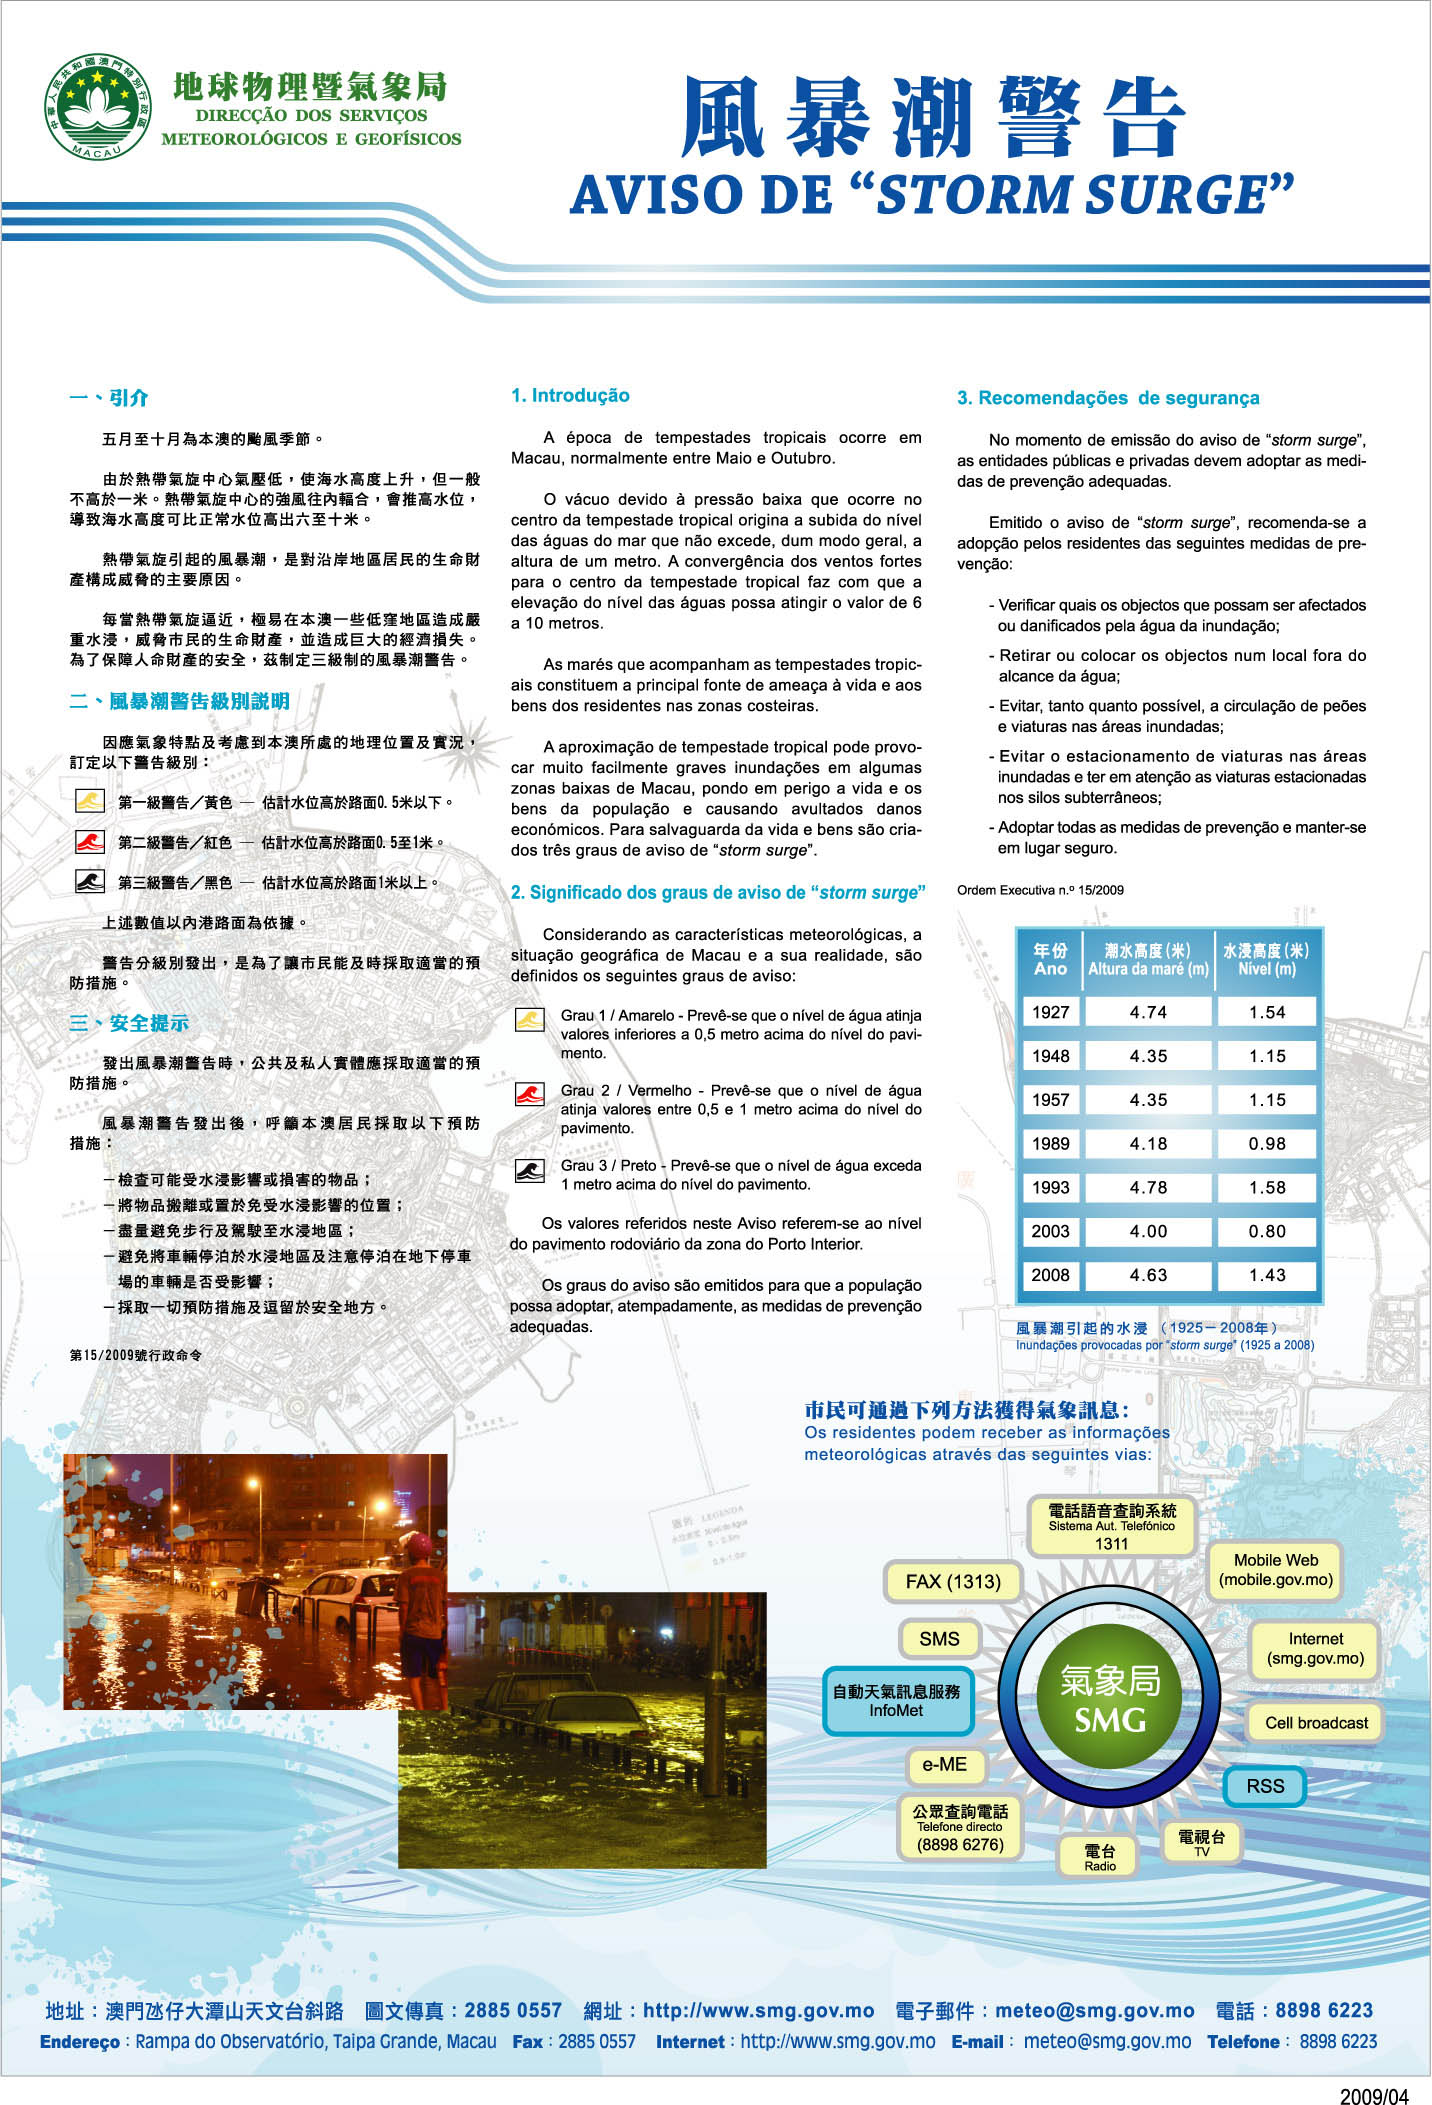 中華人民共和國澳門特別行政區
MACAU
地球物理暨氣象局
DIRECÇÃO DOS SERVIÇOS
METEOROLÓGICOS E GEOFÍSICOS
風暴潮警告
AVISO DE “STORM SURGE”
一、引介
五月至十月為本澳的颱風季節。
由於熱帶氣旋中心氣壓低，使海水高度上升，但一般
不高於一米。熱帶氣旋中心的強風往內輻合，會推高水位，
導致海水高度可比正常水位高出六至十米。
熱帶氣旋引起的風暴潮，是對沿岸地區居民的生命財
產構成威脅的主要原因。
每當熱帶氣旋逼近，極易在本澳一些低窪地區造成嚴
重水浸，威脅市民的生命財產，並造成巨大的經濟損失。
為了保障人命財產的安全，茲制定三級制的風暴潮警告。
二、風暴潮警告級別説明
因應氣象特點及考慮到本澳所處的地理位置及實況，
訂定以下警告級別：
第一級警告／黃色 — 估計水位高於路面0.5米以下。
第二級警告／紅色 — 估計水位高於路面0.5至1米。
第三級警告／黑色 — 估計水位高於路面1米以上。
上述數值以內港路面為依據。
警告分級別發出，是為了讓市民能及時採取適當的預
防措施。
三、安全提示
發出風暴潮警告時，公共及私人實體應採取適當的預
防措施。
風暴潮警告發出後，呼籲本澳居民採取以下預防
措施：
－檢查可能受水浸影響或損害的物品；
－將物品搬離或置於免受水浸影響的位置；
－盡量避免步行及駕駛至水浸地區；
－避免將車輛停泊於水浸地區及注意停泊在地下停車
場的車輛是否受影響；
－採取一切預防措施及逗留於安全地方。
第15/2009號行政命令
1. Introdução
A época de tempestades tropicais ocorre em
Macau, normalmente entre Maio e Outubro.
O vácuo devido à pressão baixa que ocorre no
centro da tempestade tropical origina a subida do nível
das águas do mar que não excede, dum modo geral, a
altura de um metro. A convergência dos ventos fortes
para o centro da tempestade tropical faz com que a
elevação do nível das águas possa atingir o valor de 6
a 10 metros.
As marés que acompanham as tempestades tropic-
ais constituem a principal fonte de ameaça à vida e aos
bens dos residentes nas zonas costeiras.
A aproximação de tempestade tropical pode provo-
car muito facilmente graves inundações em algumas
zonas baixas de Macau, pondo em perigo a vida e os
bens da população e causando avultados danos
económicos. Para salvaguarda da vida e bens são cria-
dos três graus de aviso de “storm surge”.
2. Significado dos graus de aviso de “storm surge”
Considerando as características meteorológicas, a
situação geográfica de Macau e a sua realidade, são
definidos os seguintes graus de aviso:
Grau 1 / Amarelo - Prevê-se que o nível de água atinja
valores inferiores a 0,5 metro acima do nível do pavi-
mento.
Grau 2 / Vermelho - Prevê-se que o nível de água
atinja valores entre 0,5 e 1 metro acima do nível do
pavimento.
Grau 3 / Preto - Prevê-se que o nível de água exceda
1 metro acima do nível do pavimento.
Os valores referidos neste Aviso referem-se ao nível
do pavimento rodoviário da zona do Porto Interior.
Os graus do aviso são emitidos para que a população
possa adoptar, atempadamente, as medidas de prevenção
adequadas.
3. Recomendações de segurança
No momento de emissão do aviso de “storm surge”,
as entidades públicas e privadas devem adoptar as medi-
das de prevenção adequadas.
Emitido o aviso de “storm surge”, recomenda-se a
adopção pelos residentes das seguintes medidas de pre-
venção:
- Verificar quais os objectos que possam ser afectados
ou danificados pela água da inundação;
- Retirar ou colocar os objectos num local fora do
alcance da água;
- Evitar, tanto quanto possível, a circulação de peões
e viaturas nas áreas inundadas;
- Evitar o estacionamento de viaturas nas áreas
inundadas e ter em atenção as viaturas estacionadas
nos silos subterrâneos;
- Adoptar todas as medidas de prevenção e manter-se
em lugar seguro.
Ordem Executiva n.º 15/2009
年份 潮水高度(米) 水浸高度(米)
Ano Altura da maré (m) Nível (m)
1927 4.74 1.54
1948 4.35 1.15
1957 4.35 1.15
1989 4.18 0.98
1993 4.78 1.58
2003 4.00 0.80
2008 4.63 1.43
風暴潮引起的水浸 （1925－2008年）
Inundações provocadas por “storm surge” (1925 a 2008)
市民可通過下列方法獲得氣象訊息：
Os residentes podem receber as informações
meteorológicas através das seguintes vias:
電話語音查詢系統
Sistema Aut. Telefónico
1311
FAX (1313)
Mobile Web
(mobile.gov.mo)
SMS
Internet
(smg.gov.mo)
自動天氣訊息服務
InfoMet
氣象局
SMG
Cell broadcast
e-ME
RSS
公眾查詢電話
Telefone directo
(8898 6276)
電台
Radio
電視台
TV
圖例 LEGENDA
地址：澳門氹仔大潭山天文台斜路 圖文傳真：2885 0557 網址：http://www.smg.gov.mo 電子郵件：meteo@smg.gov.mo 電話：8898 6223
Endereço：Rampa do Observatório, Taipa Grande, Macau Fax：2885 0557 Internet：http://www.smg.gov.mo E-mail： meteo@smg.gov.mo Telefone： 8898 6223
2009/04